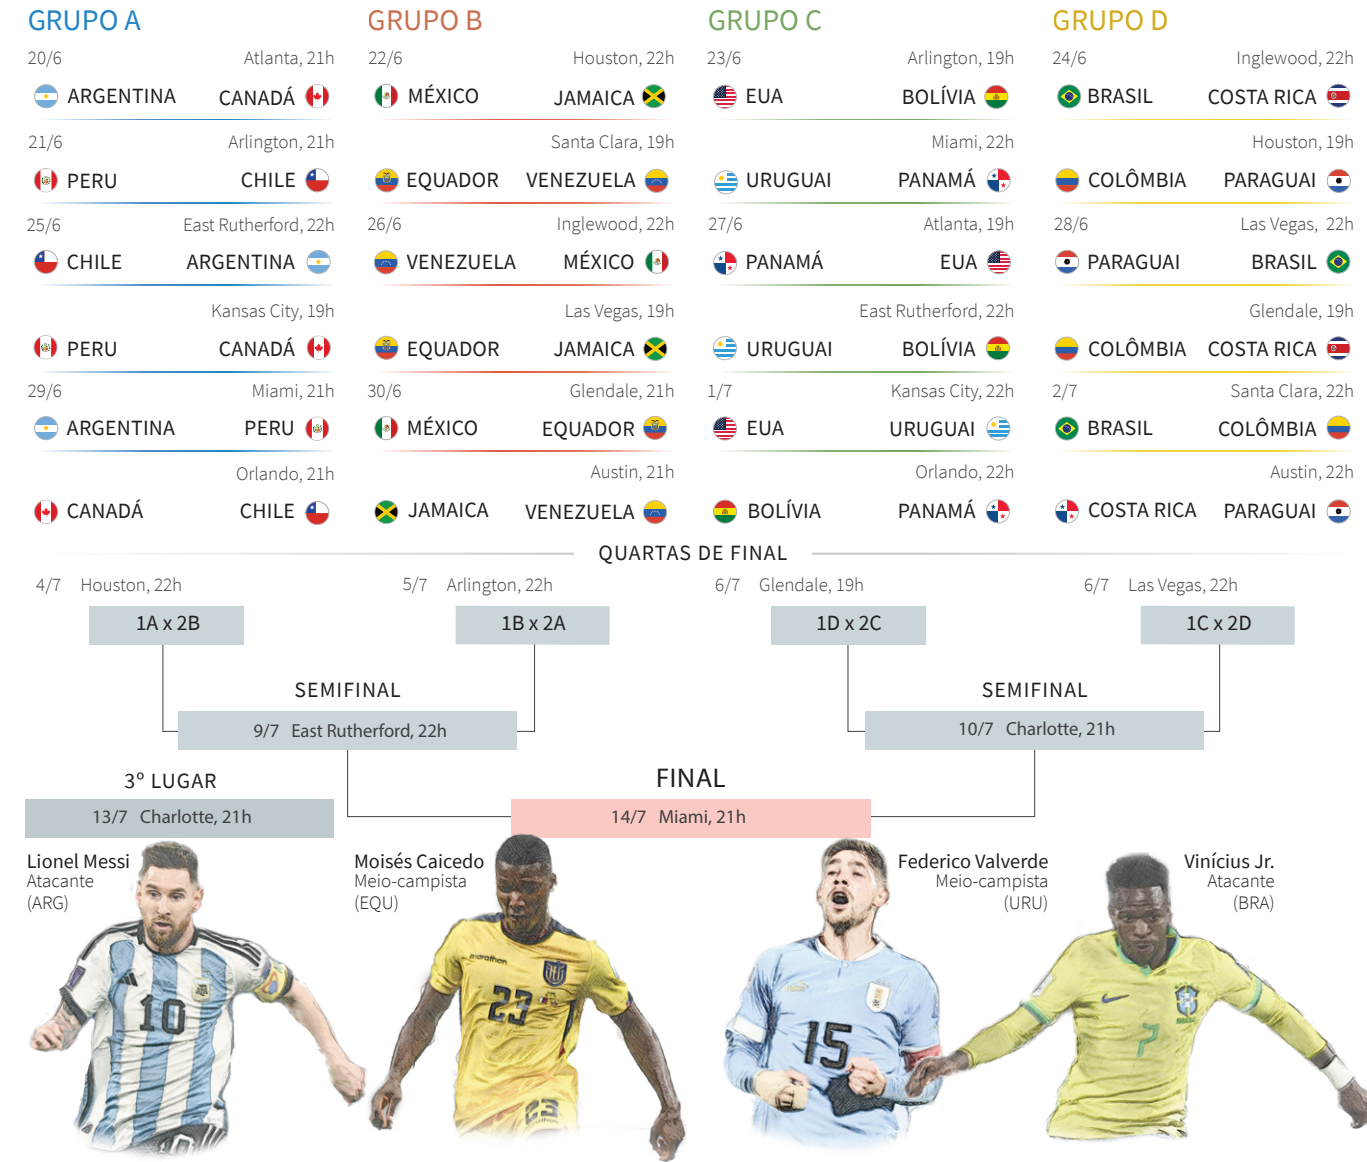 GRUPO A
20/6 Atlanta, 21h
ARGENTINA CANADÁ
21/6 Arlington, 21h
PERU CHILE
25/6 East Rutherford, 22h
CHILE ARGENTINA
Kansas City, 19h
PERU CANADÁ
29/6 Miami, 21h
ARGENTINA PERU
Orlando, 21h
CANADÁ CHILE
GRUPO B
22/6 Houston, 22h
MÉXICO JAMAICA
Santa Clara, 19h
EQUADOR VENEZUELA
26/6 Inglewood, 22h
VENEZUELA MÉXICO
Las Vegas, 19h
EQUADOR JAMAICA
30/6 Glendale, 21h
MÉXICO EQUADOR
Austin, 21h
JAMAICA VENEZUELA
GRUPO C
23/6 Arlington, 19h
EUA BOLÍVIA
Miami, 22h
URUGUAI PANAMÁ
27/6 Atlanta, 19h
PANAMÁ EUA
East Rutherford, 22h
URUGUAI BOLÍVIA
1/7 Kansas City, 22h
EUA URUGUAI
Orlando, 22h
BOLÍVIA PANAMÁ
GRUPO D
24/6 Inglewood, 22h
BRASIL COSTA RICA
Houston, 19h
COLÔMBIA PARAGUAI
28/6 Las Vegas, 22h
PARAGUAI BRASIL
Glendale, 19h
COLÔMBIA COSTA RICA
2/7 Santa Clara, 22h
BRASIL COLÔMBIA
Austin, 22h
COSTA RICA PARAGUAI
QUARTAS DE FINAL
4/7 Houston, 22h
1A x 2B
5/7 Arlington, 22h
1B x 2A
6/7 Glendale, 19h
1D x 2C
6/7 Las Vegas, 22h
1C x 2D
SEMIFINAL
9/7 East Rutherford, 22h
SEMIFINAL
10/7 Charlotte, 21h
3º LUGAR
13/7 Charlotte, 21h
FINAL
14/7 Miami, 21h
Lionel Messi
Atacante
(ARG)
10
Moisés Caicedo
Meio-campista
(EQU)
marathon
23
23
Federico Valverde
Meio-campista
(URU)
15
Vinícius Jr.
Atacante
(BRA)
7